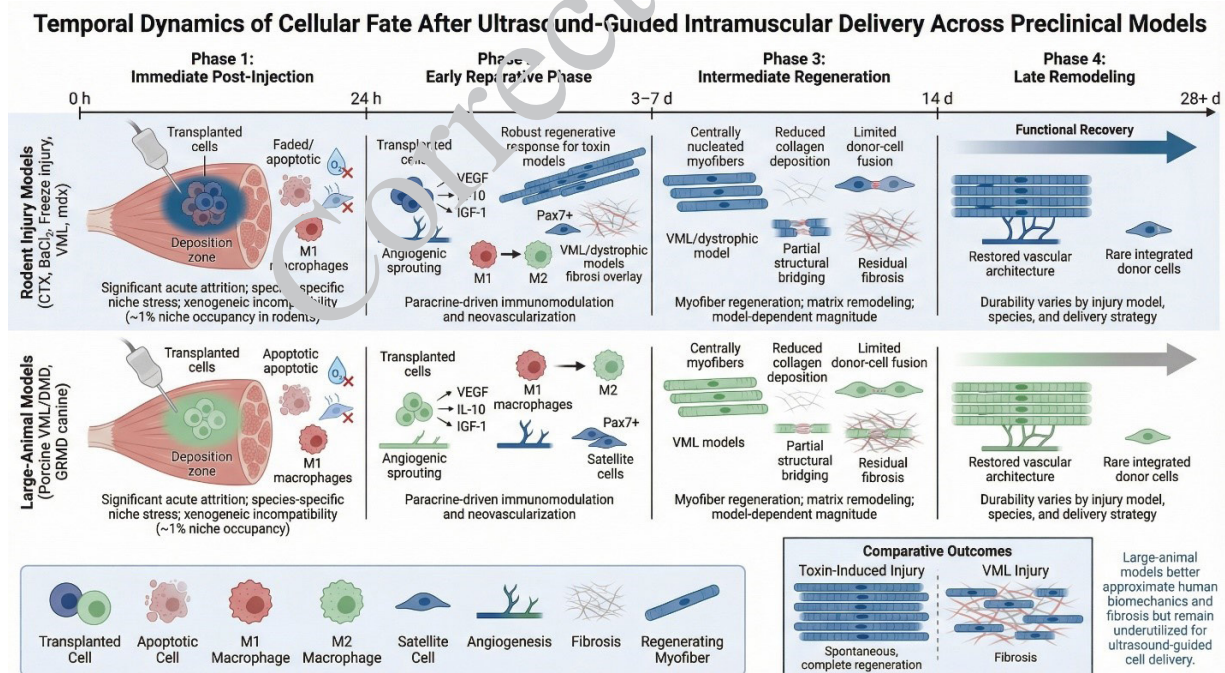 Temporal Dynamics of Cellular Fate After Ultrasound-Guided Intramuscular Delivery Across Preclinical Models
Phase 1:
Immediate Post-Injection
Early Reparative Phase
Phase 3:
Intermediate Regeneration
Phase 4:
Late Remodeling
0 h
24 h
3–7 d
14 d
28+ d
Rodent Injury Models
(CTX, BaCl₂, Freeze injury,
VML, mdx)
Transplanted
cells
Faded/
apoptotic
O₂
M1
macrophages
Deposition
zone
Significant acute attrition; species-specific
niche stress; xenogeneic incompatibility
(~1% niche occupancy in rodents)
Transplanted
cells
VEGF
IGF-1
Robust regenerative
response for toxin
models
Pax7+
Angiogenic
sprouting
M1
M2
VML/dystrophic
models
fibrosi overlay
Paracrine-driven immunomodulation
and neovascularization
Centrally
nucleated
myofibers
Reduced
collagen
deposition
Limited
donor-cell
fusion
VML/dystrophic
model
Partial
structural
bridging
Residual
fibrosis
Myofiber regeneration; matrix remodeling;
model-dependent magnitude
Functional Recovery
Restored vascular
architecture
Rare integrated
donor cells
Durability varies by injury model,
species, and delivery strategy
Large-Animal Models
(Porcine VML/DMD,
GRMD canine)
Transplanted
cells
Apoptotic
apoptotic
M1
macrophages
Deposition
zone
Significant acute attrition; species-specific
niche stress; xenogeneic incompatibility
(~1% niche occupancy)
Transplanted
cells
VEGF
IL-10
IGF-1
M1
macrophages
M2
Angiogenic
sprouting
Pax7+
Satellite
cells
Paracrine-driven immunomodulation
and neovascularization
Centrally
myofibers
Reduced
collagen
deposition
Limited
donor-cell
fusion
VML models
Partial
structural
bridging
Residual
fibrosis
Myofiber regeneration; matrix remodeling;
model-dependent magnitude
Restored vascular
architecture
Rare integrated
donor cells
Durability varies by injury model,
species, and delivery strategy
Transplanted
Cell
Apoptotic
Cell
M1
Macrophage
M2
Macrophage
Satellite
Cell
Angiogenesis
Fibrosis
Regenerating
Myofiber
Comparative Outcomes
Toxin-Induced Injury
VML Injury
Spontaneous,
complete regeneration
Fibrosis
Large-animal
models better
approximate human
biomechanics and
fibrosis but remain
underutilized for
ultrasound-guided
cell delivery.